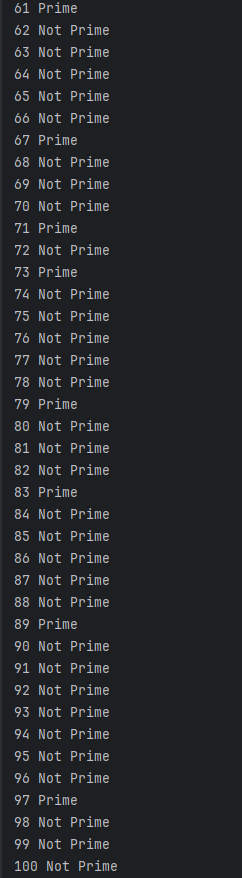 61 Prime
62 Not Prime
63 Not Prime
64 Not Prime
65 Not Prime
66 Not Prime
67 Prime
68 Not Prime
69 Not Prime
70 Not Prime
71 Prime
72 Not Prime
73 Prime
74 Not Prime
75 Not Prime
76 Not Prime
77 Not Prime
78 Not Prime
79 Prime
80 Not Prime
81 Not Prime
82 Not Prime
83 Prime
84 Not Prime
85 Not Prime
86 Not Prime
87 Not Prime
88 Not Prime
89 Prime
90 Not Prime
91 Not Prime
92 Not Prime
93 Not Prime
94 Not Prime
95 Not Prime
96 Not Prime
97 Prime
98 Not Prime
99 Not Prime
100 Not Prime